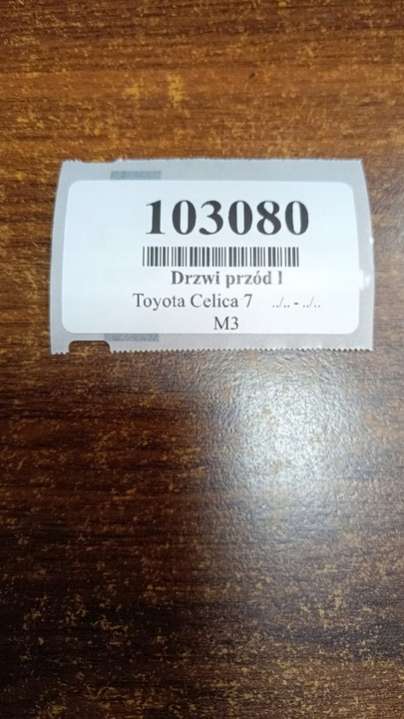 103080
Drzwi przód l
Toyota Celica 7 ../.. - ../..
M3